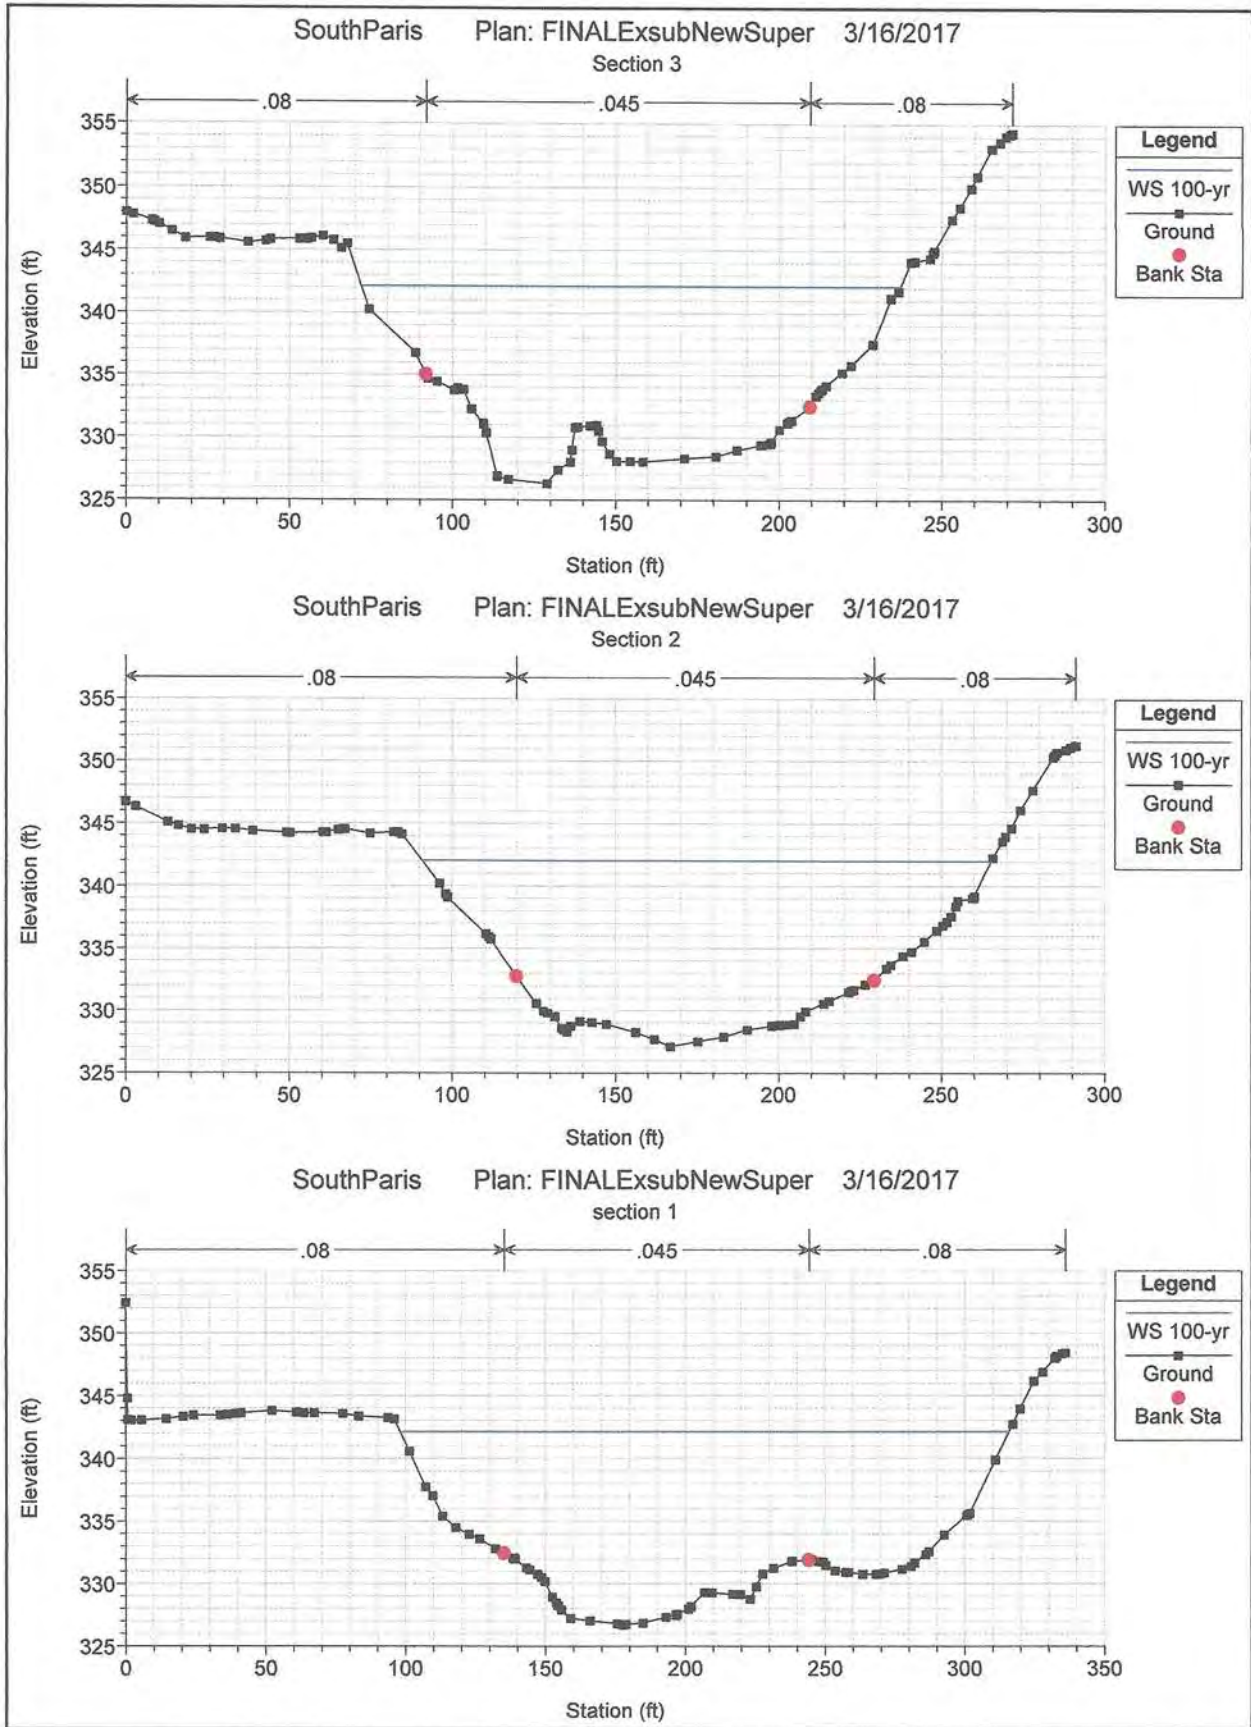 SouthParis Plan: FINALExsubNewSuper 3/16/2017
Section 3
.08 .045 .08
355
350
345
340
335
330
325
Elevation (ft)
0 50 100 150 200 250 300
Station (ft)
Legend
WS 100-yr
Ground
Bank Sta
SouthParis Plan: FINALExsubNewSuper 3/16/2017
Section 2
.08 .045 .08
355
350
345
340
335
330
325
Elevation (ft)
0 50 100 150 200 250 300
Station (ft)
Legend
WS 100-yr
Ground
Bank Sta
SouthParis Plan: FINALExsubNewSuper 3/16/2017
section 1
.08 .045 .08
355
350
345
340
335
330
325
Elevation (ft)
0 50 100 150 200 250 300 350
Station (ft)
Legend
WS 100-yr
Ground
Bank Sta